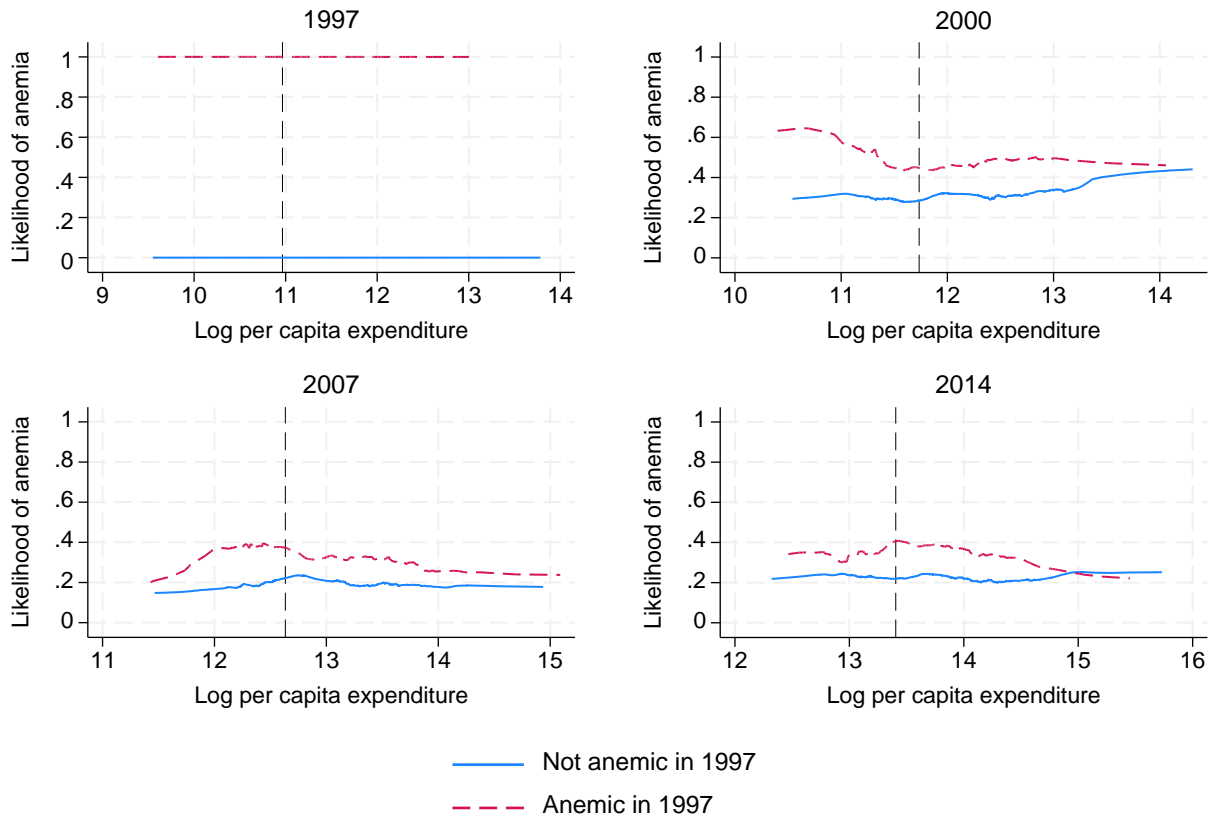 1997
Likelihood of anemia
1
.8
.6
.4
.2
0
9 10 11 12 13 14
Log per capita expenditure
2000
Likelihood of anemia
1
.8
.6
.4
.2
0
10 11 12 13 14
Log per capita expenditure
2007
Likelihood of anemia
1
.8
.6
.4
.2
0
11 12 13 14 15
Log per capita expenditure
2014
Likelihood of anemia
1
.8
.6
.4
.2
0
12 13 14 15 16
Log per capita expenditure
Not anemic in 1997
Anemic in 1997